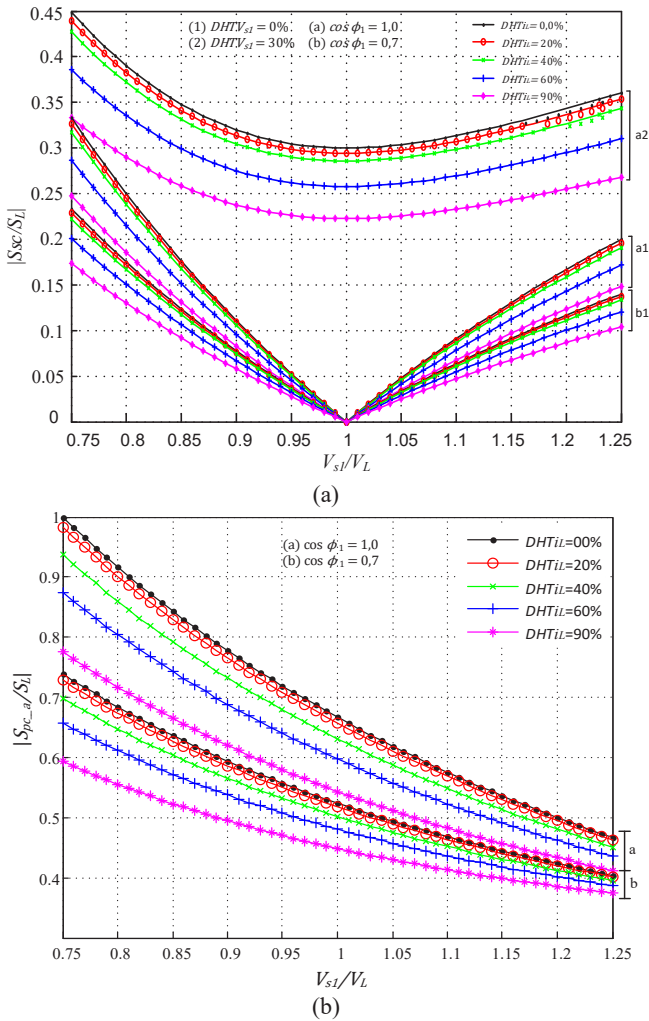 (1) DHTVs1 = 0% (a) cos ϕ1 = 1,0
(2) DHTVs1 = 30% (b) cos ϕ1 = 0,7
DHTiL= 0,0%
DHTiL= 20%
DHTiL= 40%
DHTiL= 60%
DHTiL= 90%
0.45
0.4
0.35
0.3
0.25
0.2
0.15
0.1
0.05
0
|Ssc/SL|
a2
a1
b1
0.75 0.8 0.85 0.9 0.95 1 1.05 1.1 1.15 1.2 1.25
Vs1/VL
(a)
(a) cos ϕ1 = 1,0
(b) cos ϕ1 = 0,7
DHTiL=00%
DHTiL=20%
DHTiL=40%
DHTiL=60%
DHTiL=90%
1
0.9
0.8
0.7
0.6
0.5
0.4
|Spc_a/SL|
a
b
0.75 0.8 0.85 0.9 0.95 1 1.05 1.1 1.15 1.2 1.25
Vs1/VL
(b)